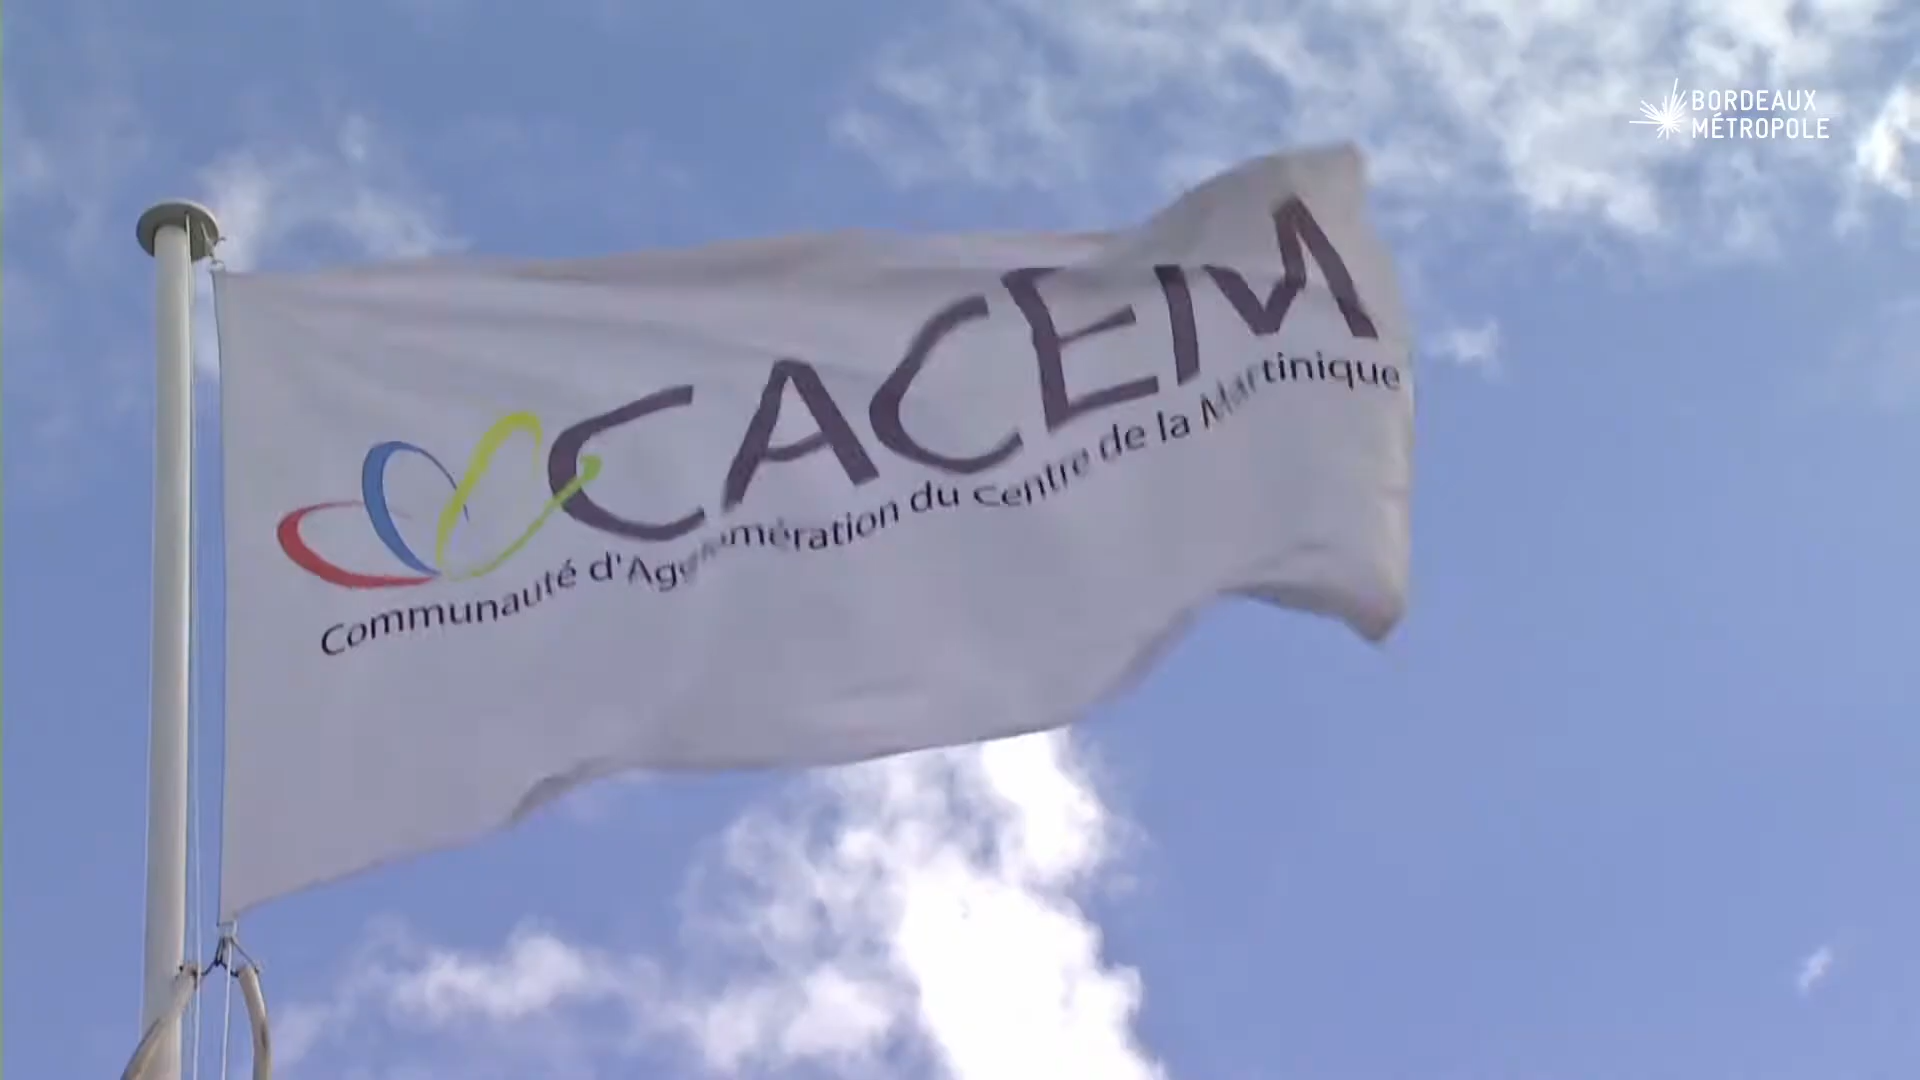 BORDEAUX
MÉTROPOLE
CACEM
Communauté d'Agglomération du Centre de la Martinique